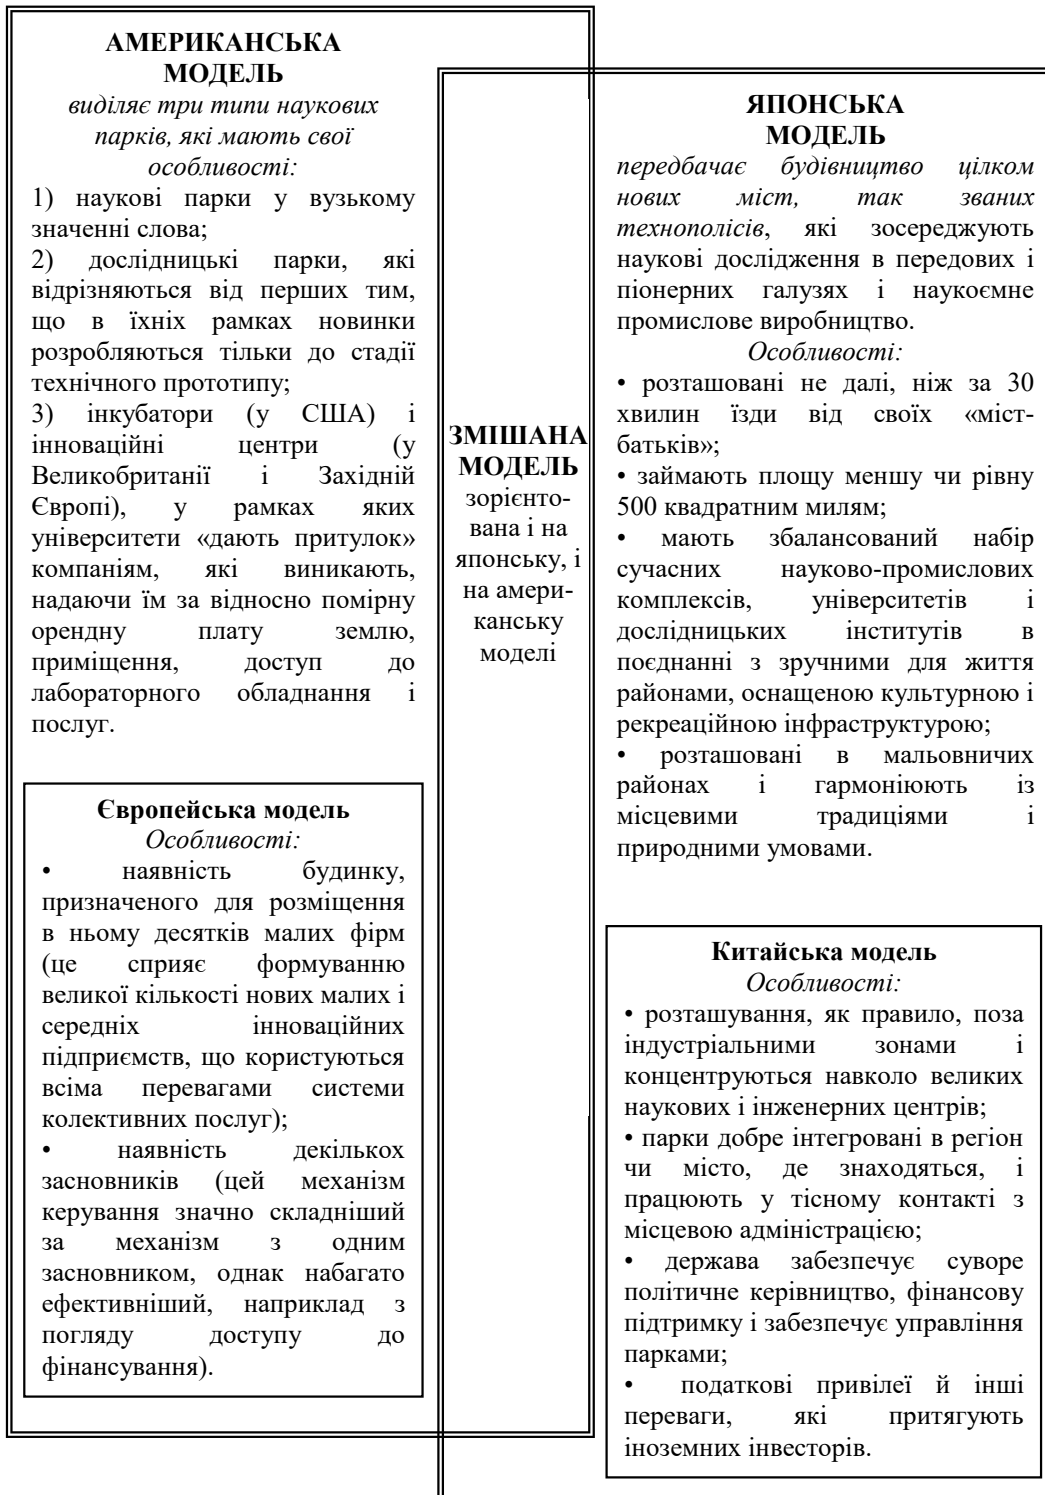 АМЕРИКАНСЬКА
МОДЕЛЬ
виділяє три типи наукових
парків, які мають свої
особливості:
1) наукові парки у вузькому
значенні слова;
2) дослідницькі парки, які
відрізняються від перших тим,
що в їхніх рамках новинки
розробляються тільки до стадії
технічного прототипу;
3) інкубатори (у США) і
інноваційні центри (у
Великобританії і Західній
Європі), у рамках яких
університети «дають притулок»
компаніям, які виникають,
надаючи їм за відносно помірну
орендну плату землю,
приміщення, доступ до
лабораторного обладнання і
послуг.
Європейська модель
Особливості:
• наявність будинку,
призначеного для розміщення
в ньому десятків малих фірм
(це сприяє формуванню
великої кількості нових малих і
середніх інноваційних
підприємств, що користуються
всіма перевагами системи
колективних послуг);
• наявність декількох
засновників (цей механізм
керування значно складніший
за механізм з одним
засновником, однак набагато
ефективніший, наприклад з
погляду доступу до
фінансування).
ЗМІШАНА
МОДЕЛЬ
зорієнто-
вана і на
японську, і
на амери-
канську
моделі
ЯПОНСЬКА
МОДЕЛЬ
передбачає будівництво цілком
нових міст, так званих
технополісів, які зосереджують
наукові дослідження в передових і
піонерних галузях і наукоємне
промислове виробництво.
Особливості:
• розташовані не далі, ніж за 30
хвилин їзди від своїх «міст-
батьків»;
• займають площу меншу чи рівну
500 квадратним милям;
• мають збалансований набір
сучасних науково-промислових
комплексів, університетів і
дослідницьких інститутів в
поєднанні з зручними для життя
районами, оснащеною культурною і
рекреаційною інфраструктурою;
• розташовані в мальовничих
районах і гармоніюють із
місцевими традиціями і
природними умовами.
Китайська модель
Особливості:
• розташування, як правило, поза
індустріальними зонами і
концентруються навколо великих
наукових і інженерних центрів;
• парки добре інтегровані в регіон
чи місто, де знаходяться, і
працюють у тісному контакті з
місцевою адміністрацією;
• держава забезпечує суворе
політичне керівництво, фінансову
підтримку і забезпечує управління
парками;
• податкові привілеї й інші
переваги, які притягують
іноземних інвесторів.